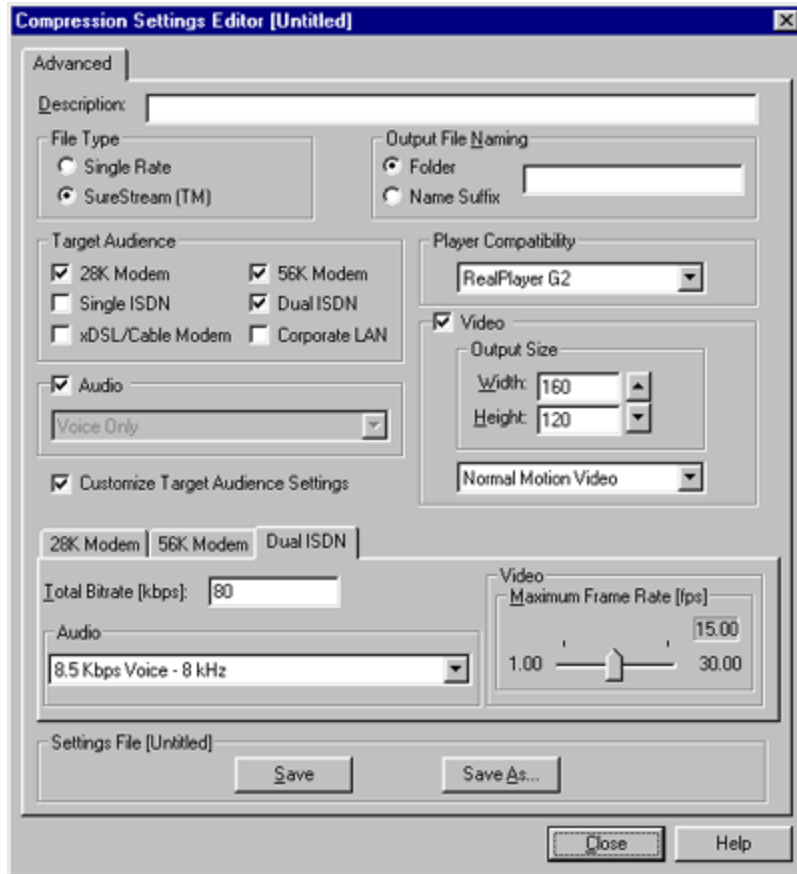 Compression Settings Editor [Untitled]
Advanced
Description:
File Type
Single Rate
SureStream (TM)
Output File Naming
Folder
Name Suffix
Target Audience
28K Modem
56K Modem
Single ISDN
Dual ISDN
xDSL/Cable Modem
Corporate LAN
Player Compatibility
RealPlayer G2
Audio
Voice Only
Video
Output Size
Width: 160
Height: 120
Normal Motion Video
Customize Target Audience Settings
28K Modem 56K Modem Dual ISDN
Total Bitrate [kbps]: 80
Audio
8.5 Kbps Voice - 8 kHz
Video
Maximum Frame Rate [fps]
15.00
1.00 30.00
Settings File [Untitled]
Save Save As...
Close Help